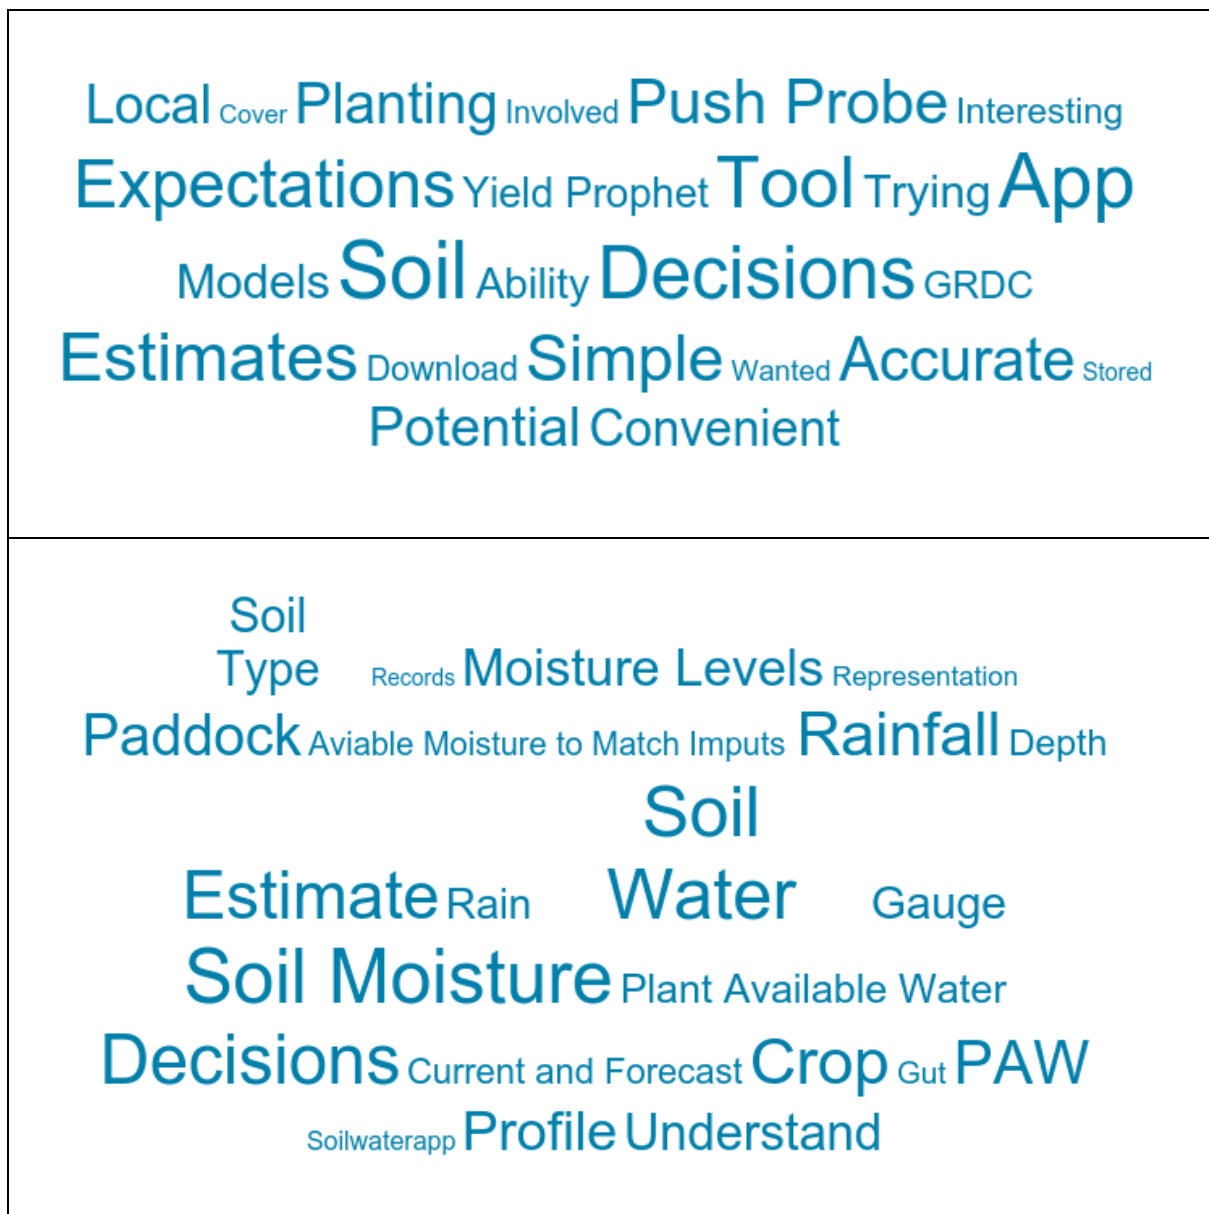 Local Cover Planting Involved Push Probe Interesting
Expectations Yield Prophet Tool Trying App
Models Soil Ability Decisions GRDC
Estimates Download Simple Wanted Accurate Stored
Potential Convenient
Soil
Type Records Moisture Levels Representation
Paddock Aviable Moisture to Match Imputs Rainfall Depth
Soil
Estimate Rain Water Gauge
Soil Moisture Plant Available Water
Decisions Current and Forecast Crop Gut PAW
Soilwaterapp Profile Understand